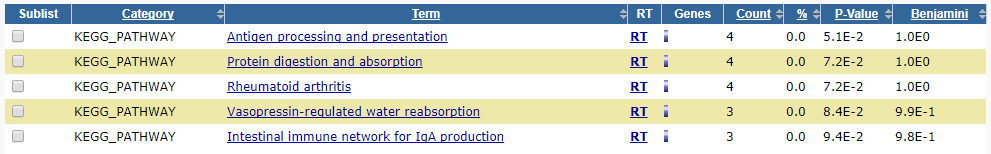 Sublist Category Term RT Genes Count % P-Value Benjamini
KEGG_PATHWAY Antigen processing and presentation RT 4 0.0 5.1E-2 1.0E0
KEGG_PATHWAY Protein digestion and absorption RT 4 0.0 7.2E-2 1.0E0
KEGG_PATHWAY Rheumatoid arthritis RT 4 0.0 7.2E-2 1.0E0
KEGG_PATHWAY Vasopressin-regulated water reabsorption RT 3 0.0 8.4E-2 9.9E-1
KEGG_PATHWAY Intestinal immune network for IgA production RT 3 0.0 9.4E-2 9.8E-1